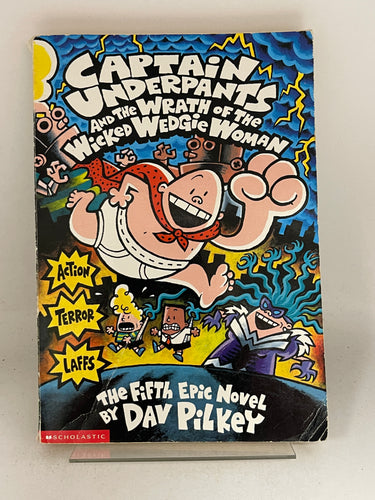 CAPTAIN
UNDERPANTS
AND THE WRATH OF THE
WICKED WEDGIE WOMAN
ACTION
TERROR
LAFFS
THE FIFTH EPIC NOVEL
BY DAV PILKEY
SCHOLASTIC